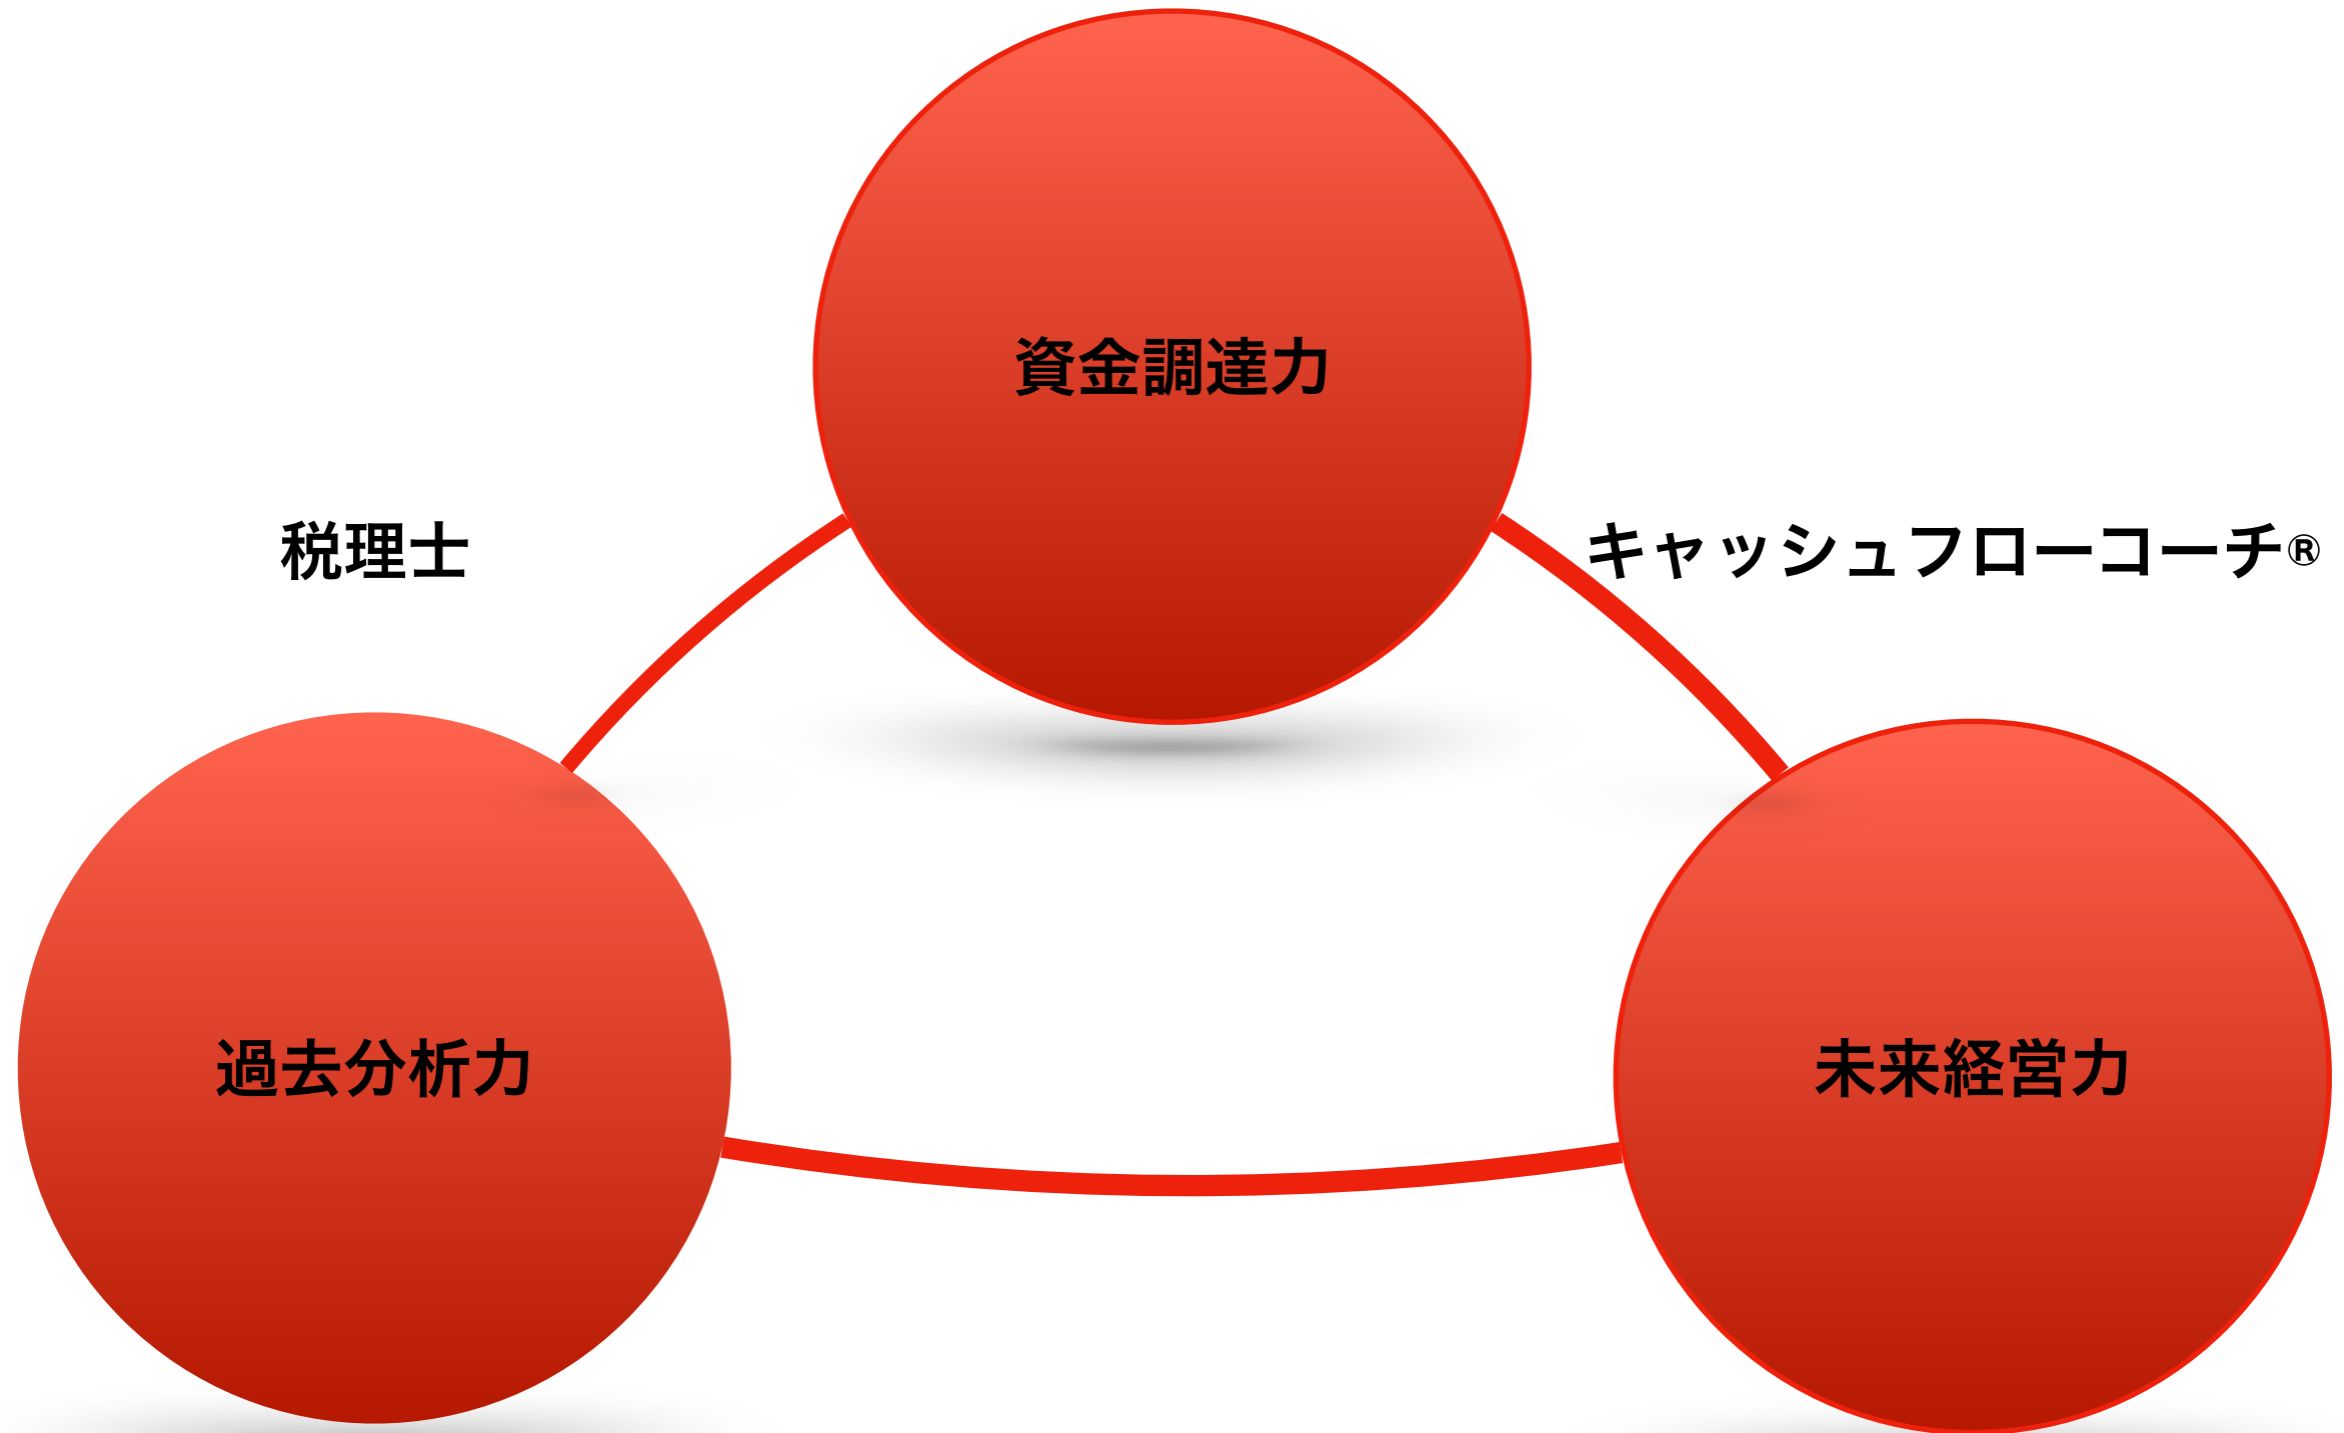 資金調達力
税理士
キャッシュフローコーチ®
過去分析力
未来経営力